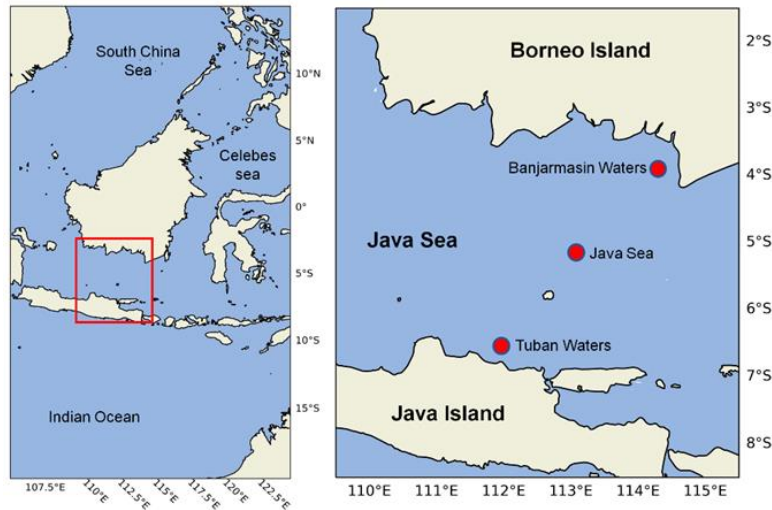 South China
Sea
10°N
5°N
Celebes
sea
0°
5°S
10°S
Indian Ocean
15°S
107.5°E
110°E
112.5°E
115°E
117.5°E
120°E
122.5°E
Borneo Island
2°S
3°S
Banjarmasin Waters
4°S
Java Sea
Java Sea
5°S
6°S
Tuban Waters
7°S
Java Island
8°S
110°E
111°E
112°E
113°E
114°E
115°E